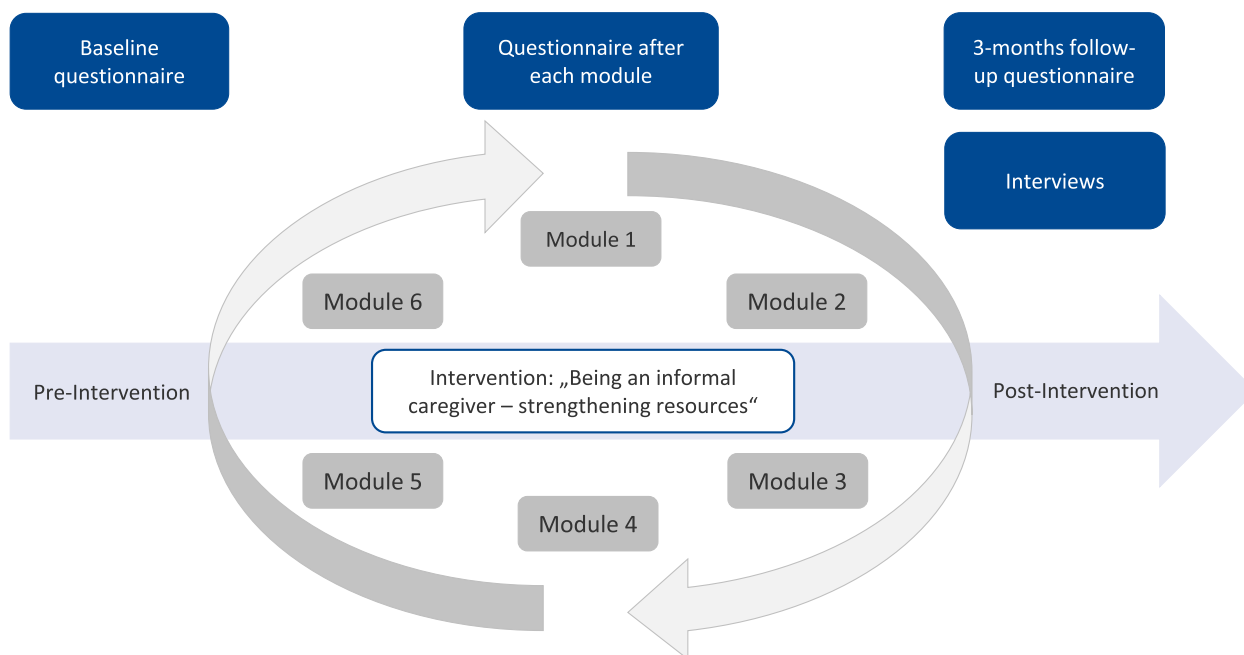 Baseline
questionnaire
Questionnaire after
each module
3-months follow-
up questionnaire
Interviews
Module 1
Module 6
Module 2
Pre-Intervention
Intervention: „Being an informal
caregiver – strengthening resources“
Post-Intervention
Module 5
Module 3
Module 4